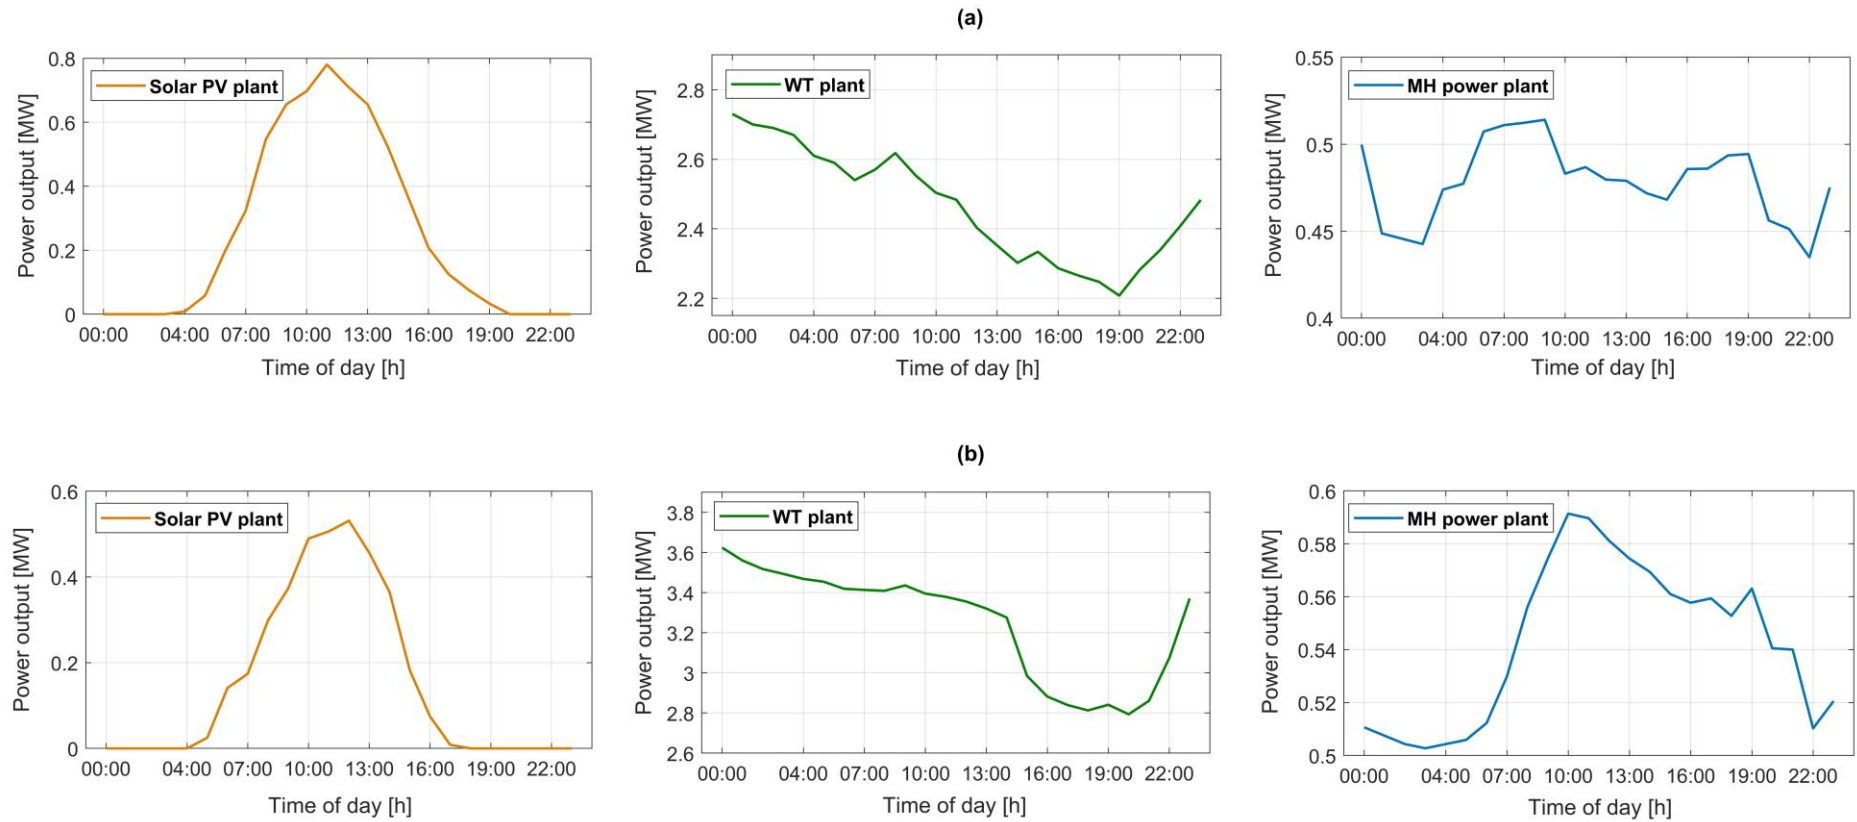 (a)
0.8
0.6
0.4
0.2
0
Power output [MW]
Solar PV plant
00:00 04:00 07:00 10:00 13:00 16:00 19:00 22:00
Time of day [h]
2.8
2.6
2.4
2.2
Power output [MW]
WT plant
00:00 04:00 07:00 10:00 13:00 16:00 19:00 22:00
Time of day [h]
0.55
0.5
0.45
0.4
Power output [MW]
MH power plant
00:00 04:00 07:00 10:00 13:00 16:00 19:00 22:00
Time of day [h]
(b)
0.6
0.4
0.2
0
Power output [MW]
Solar PV plant
00:00 04:00 07:00 10:00 13:00 16:00 19:00 22:00
Time of day [h]
3.8
3.6
3.4
3.2
3
2.8
2.6
Power output [MW]
WT plant
00:00 04:00 07:00 10:00 13:00 16:00 19:00 22:00
Time of day [h]
0.6
0.58
0.56
0.54
0.52
0.5
Power output [MW]
MH power plant
00:00 04:00 07:00 10:00 13:00 16:00 19:00 22:00
Time of day [h]